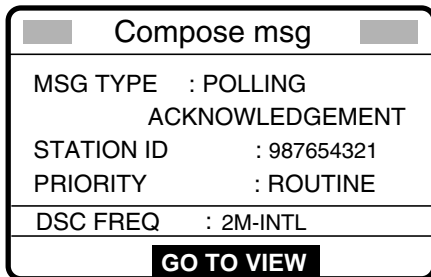 Compose msg
MSG TYPE : POLLING
ACKNOWLEDGEMENT
STATION ID : 987654321
PRIORITY : ROUTINE
DSC FREQ : 2M-INTL
GO TO VIEW